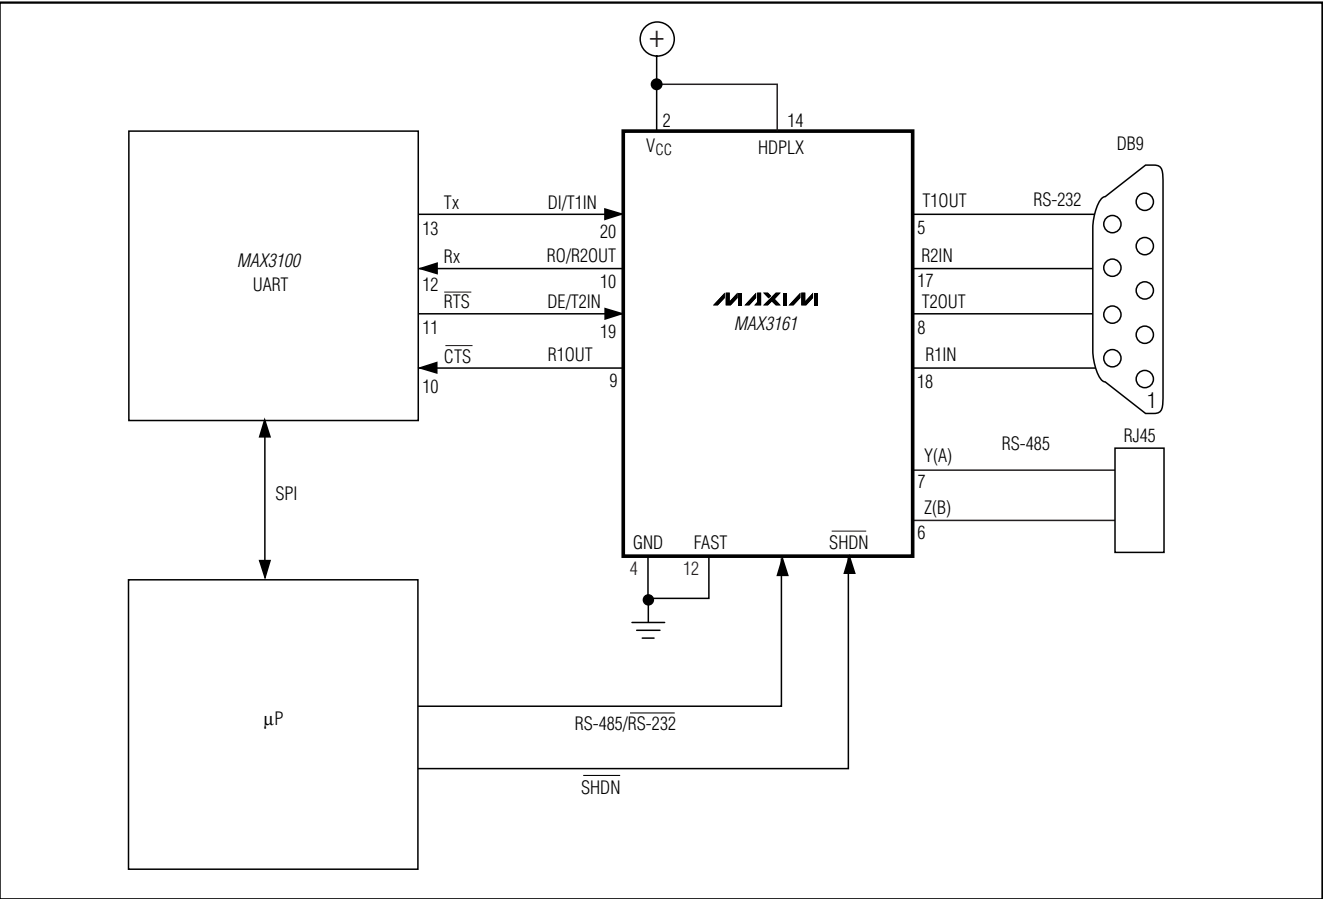 +
2
14
VCC
HDPLX
DB9
Tx
DI/T1IN
13
20
T1OUT
RS-232
5
Rx
RO/R2OUT
12
10
R2IN
17
MAX3100
UART
RTS
DE/T2IN
11
19
MAXIM
MAX3161
T2OUT
8
CTS
R1OUT
10
9
R1IN
18
1
RJ45
RS-485
Y(A)
7
Z(B)
6
SPI
GND
FAST
SHDN
4
12
μP
RS-485/RS-232
SHDN